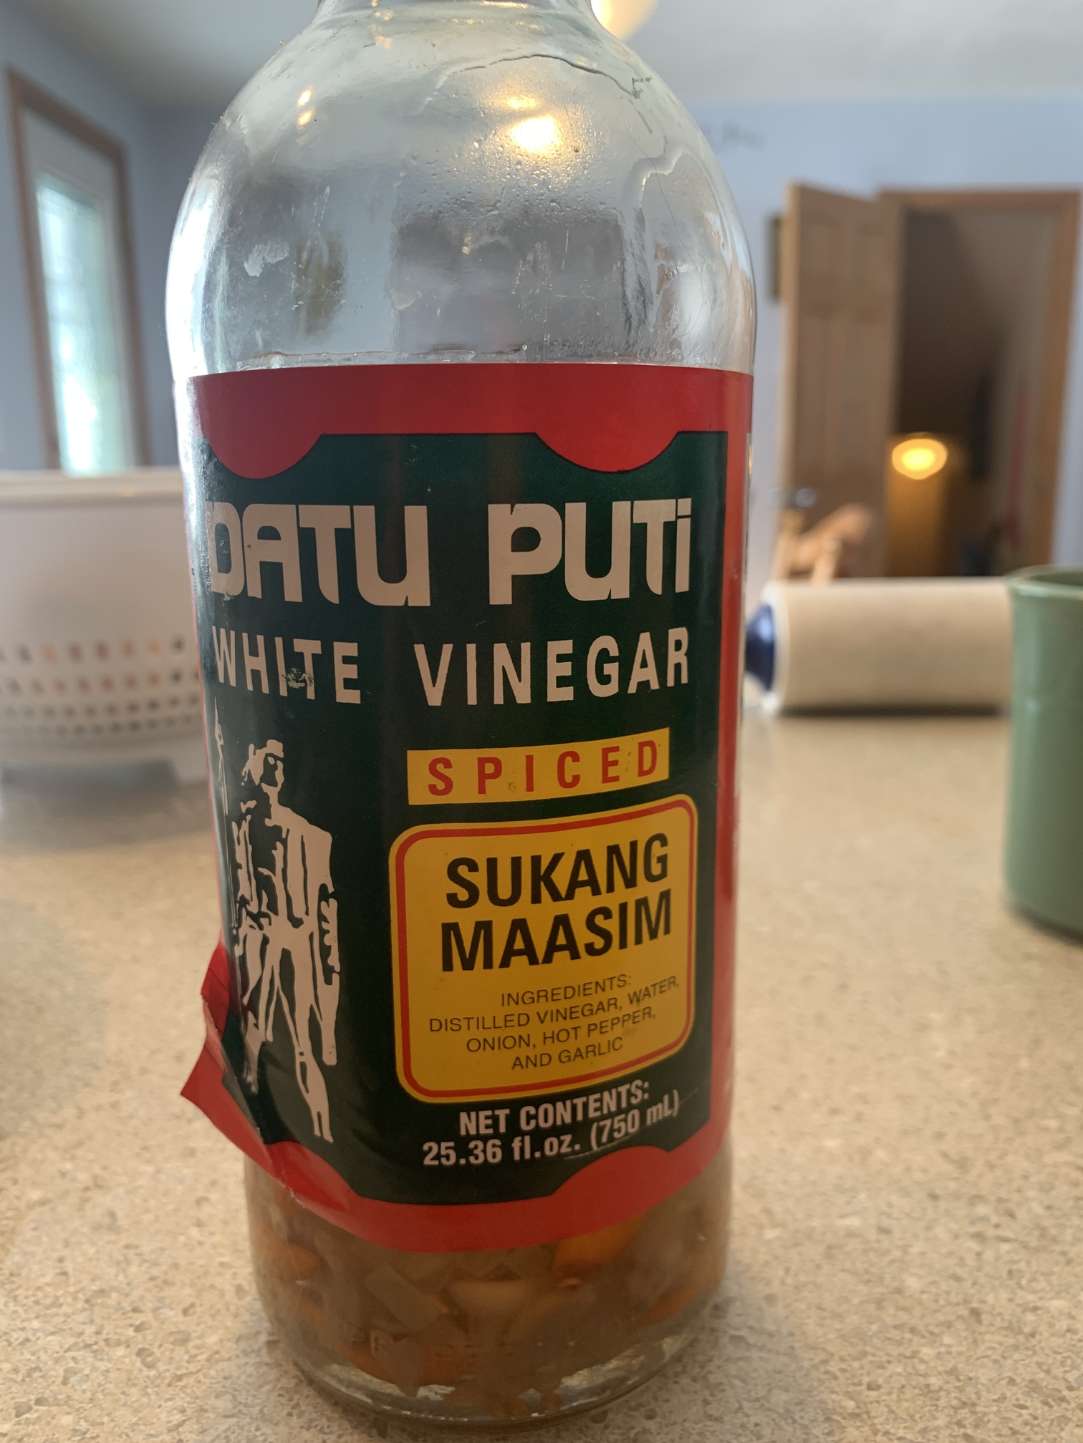 DATU PUTi
WHITE VINEGAR
SPICED
SUKANG
MAASIM
INGREDIENTS:
DISTILLED VINEGAR, WATER,
ONION, HOT PEPPER,
AND GARLIC
NET CONTENTS:
25.36 fl.oz. (750 mL)